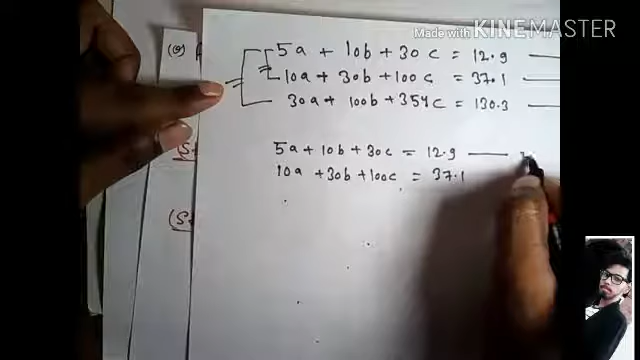 Made with KINEMASTER
5a + 10b + 30c = 12.9
10a + 30b + 100c = 37.1
30a + 100b + 354c = 130.3
5a + 10b + 30c = 12.9
10a + 30b + 100c = 37.1